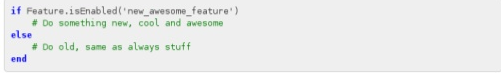 if Feature.isEnabled('new_awesome_feature')
    # Do something new, cool and awesome
else
    # Do old, same as always stuff
end